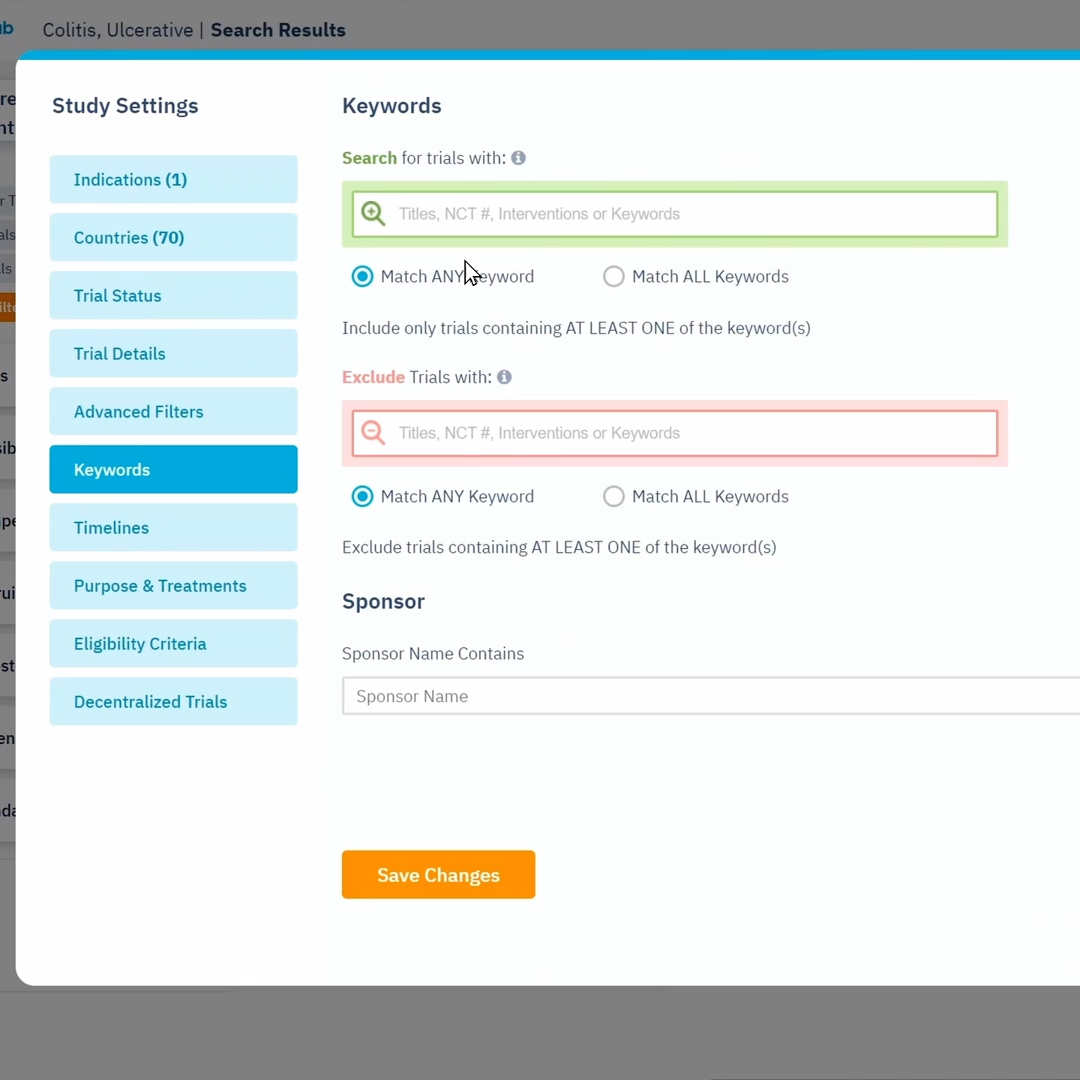 Colitis, Ulcerative | Search Results
Study Settings
Indications (1)
Countries (70)
Trial Status
Trial Details
Advanced Filters
Keywords
Timelines
Purpose & Treatments
Eligibility Criteria
Decentralized Trials
Keywords
Search for trials with:
Titles, NCT #, Interventions or Keywords
Match ANY Keyword
Match ALL Keywords
Include only trials containing AT LEAST ONE of the keyword(s)
Exclude Trials with:
Titles, NCT #, Interventions or Keywords
Match ANY Keyword
Match ALL Keywords
Exclude trials containing AT LEAST ONE of the keyword(s)
Sponsor
Sponsor Name Contains
Sponsor Name
Save Changes